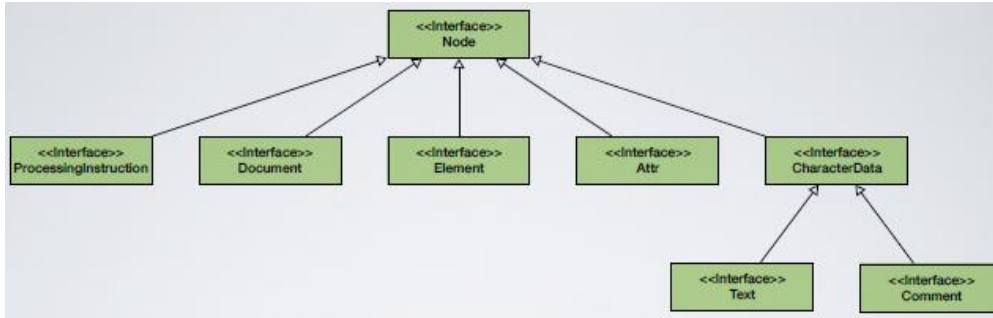 <<Interface>>
Node
<<Interface>>
ProcessingInstruction
<<Interface>>
Document
<<Interface>>
Element
<<Interface>>
Attr
<<Interface>>
CharacterData
<<Interface>>
Text
<<Interface>>
Comment